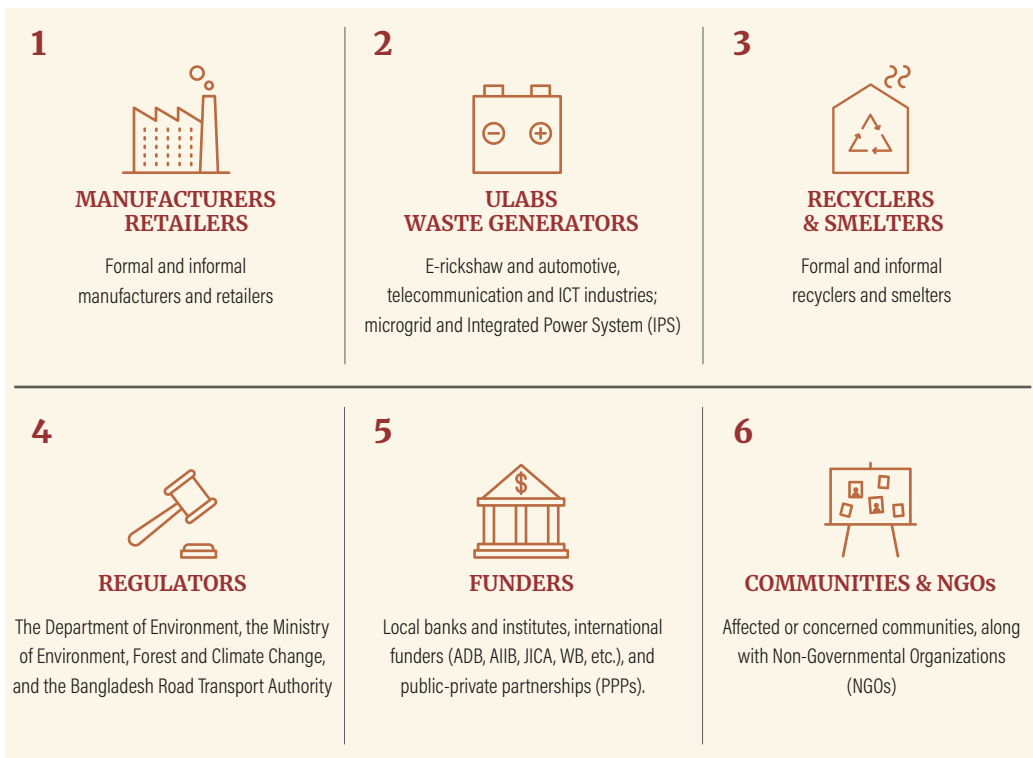 1
MANUFACTURERS
RETAILERS
Formal and informal
manufacturers and retailers
2
ULABS
WASTE GENERATORS
E-rickshaw and automotive,
telecommunication and ICT industries;
microgrid and Integrated Power System (IPS)
3
RECYCLERS
& SMELTERS
Formal and informal
recyclers and smelters
4
REGULATORS
The Department of Environment, the Ministry
of Environment, Forest and Climate Change,
and the Bangladesh Road Transport Authority
5
$
FUNDERS
Local banks and institutes, international
funders (ADB, AIIB, JICA, WB, etc.), and
public-private partnerships (PPPs).
6
COMMUNITIES & NGOs
Affected or concerned communities, along
with Non-Governmental Organizations
(NGOs)